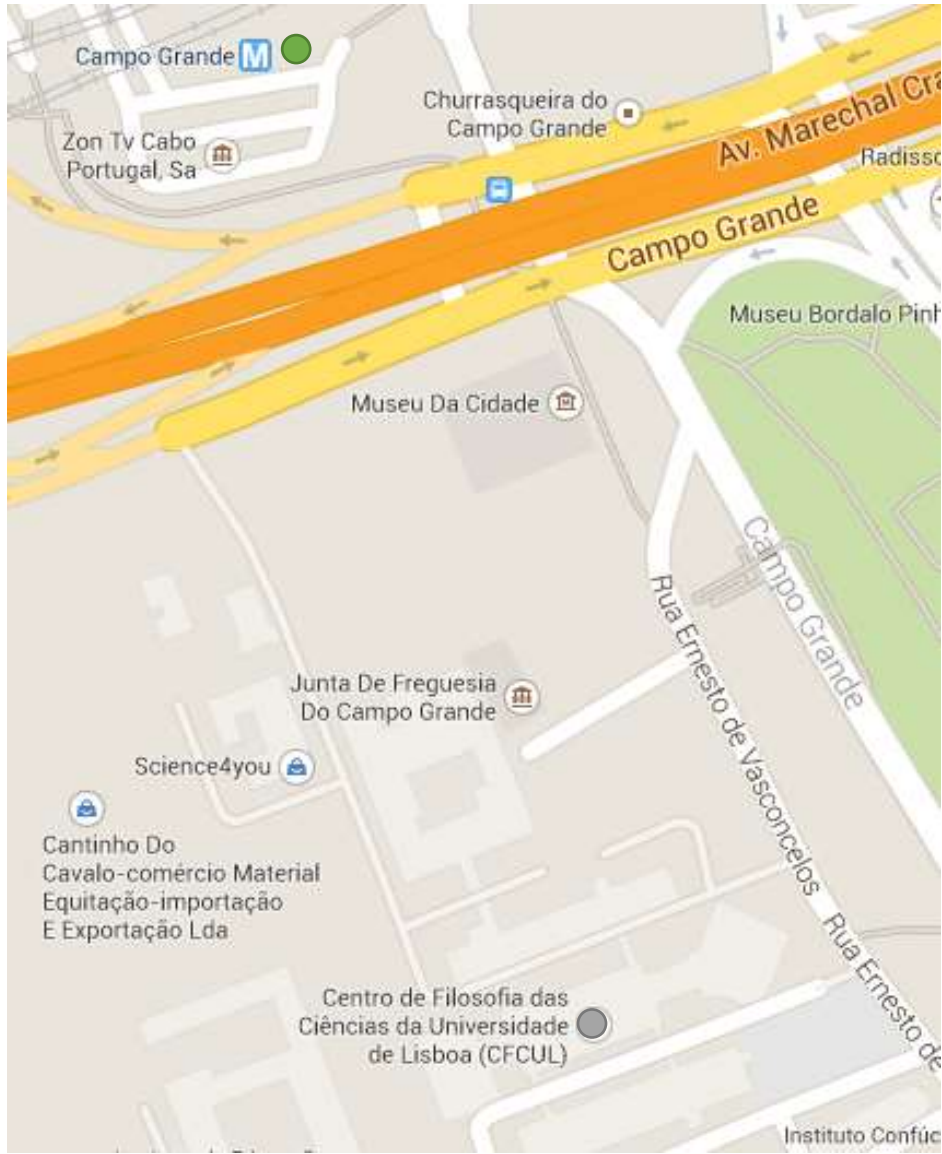 Campo Grande M
Churrasqueira do
Campo Grande
Zon Tv Cabo
Portugal, Sa
Av. Marechal Cra
Radisso
Campo Grande
Museu Bordalo Pinh
Museu Da Cidade
Campo Grande
Rua Ernesto de Vasconcelos
Junta De Freguesia
Do Campo Grande
Science4you
Cantinho Do
Cavalo-comércio Material
Equitação-importação
E Exportação Lda
Rua Ernesto de
Centro de Filosofia das
Ciências da Universidade
de Lisboa (CFCUL)
Instituto Confúc